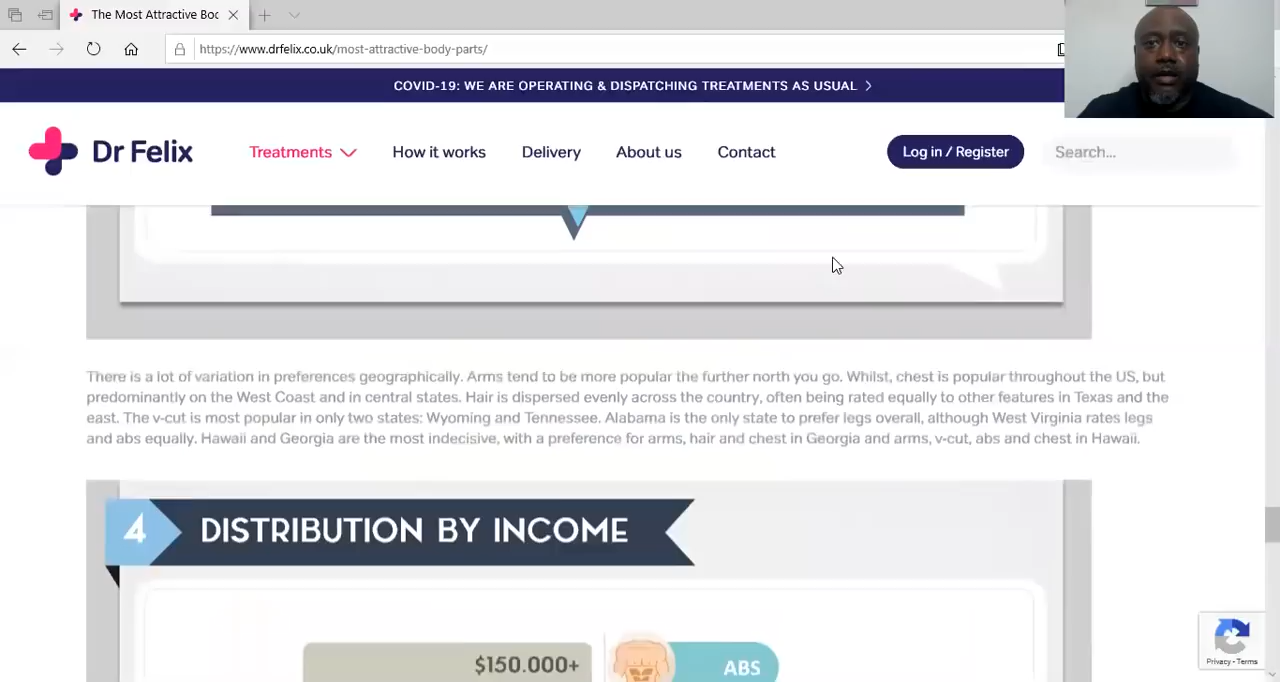 The Most Attractive Boc
https://www.drfelix.co.uk/most-attractive-body-parts/
COVID-19: WE ARE OPERATING & DISPATCHING TREATMENTS AS USUAL
Dr Felix
Treatments
How it works
Delivery
About us
Contact
Log in / Register
Search...
There is a lot of variation in preferences geographically. Arms tend to be more popular the further north you go. Whilst, chest is popular throughout the US, but
predominantly on the West Coast and in central states. Hair is dispersed evenly across the country, often being rated equally to other features in Texas and the
east. The v-cut is most popular in only two states: Wyoming and Tennessee. Alabama is the only state to prefer legs overall, although West Virginia rates legs
and abs equally. Hawaii and Georgia are the most indecisive, with a preference for arms, hair and chest in Georgia and arms, v-cut, abs and chest in Hawaii.
4 DISTRIBUTION BY INCOME
$150.000+
ABS
Privacy - Terms